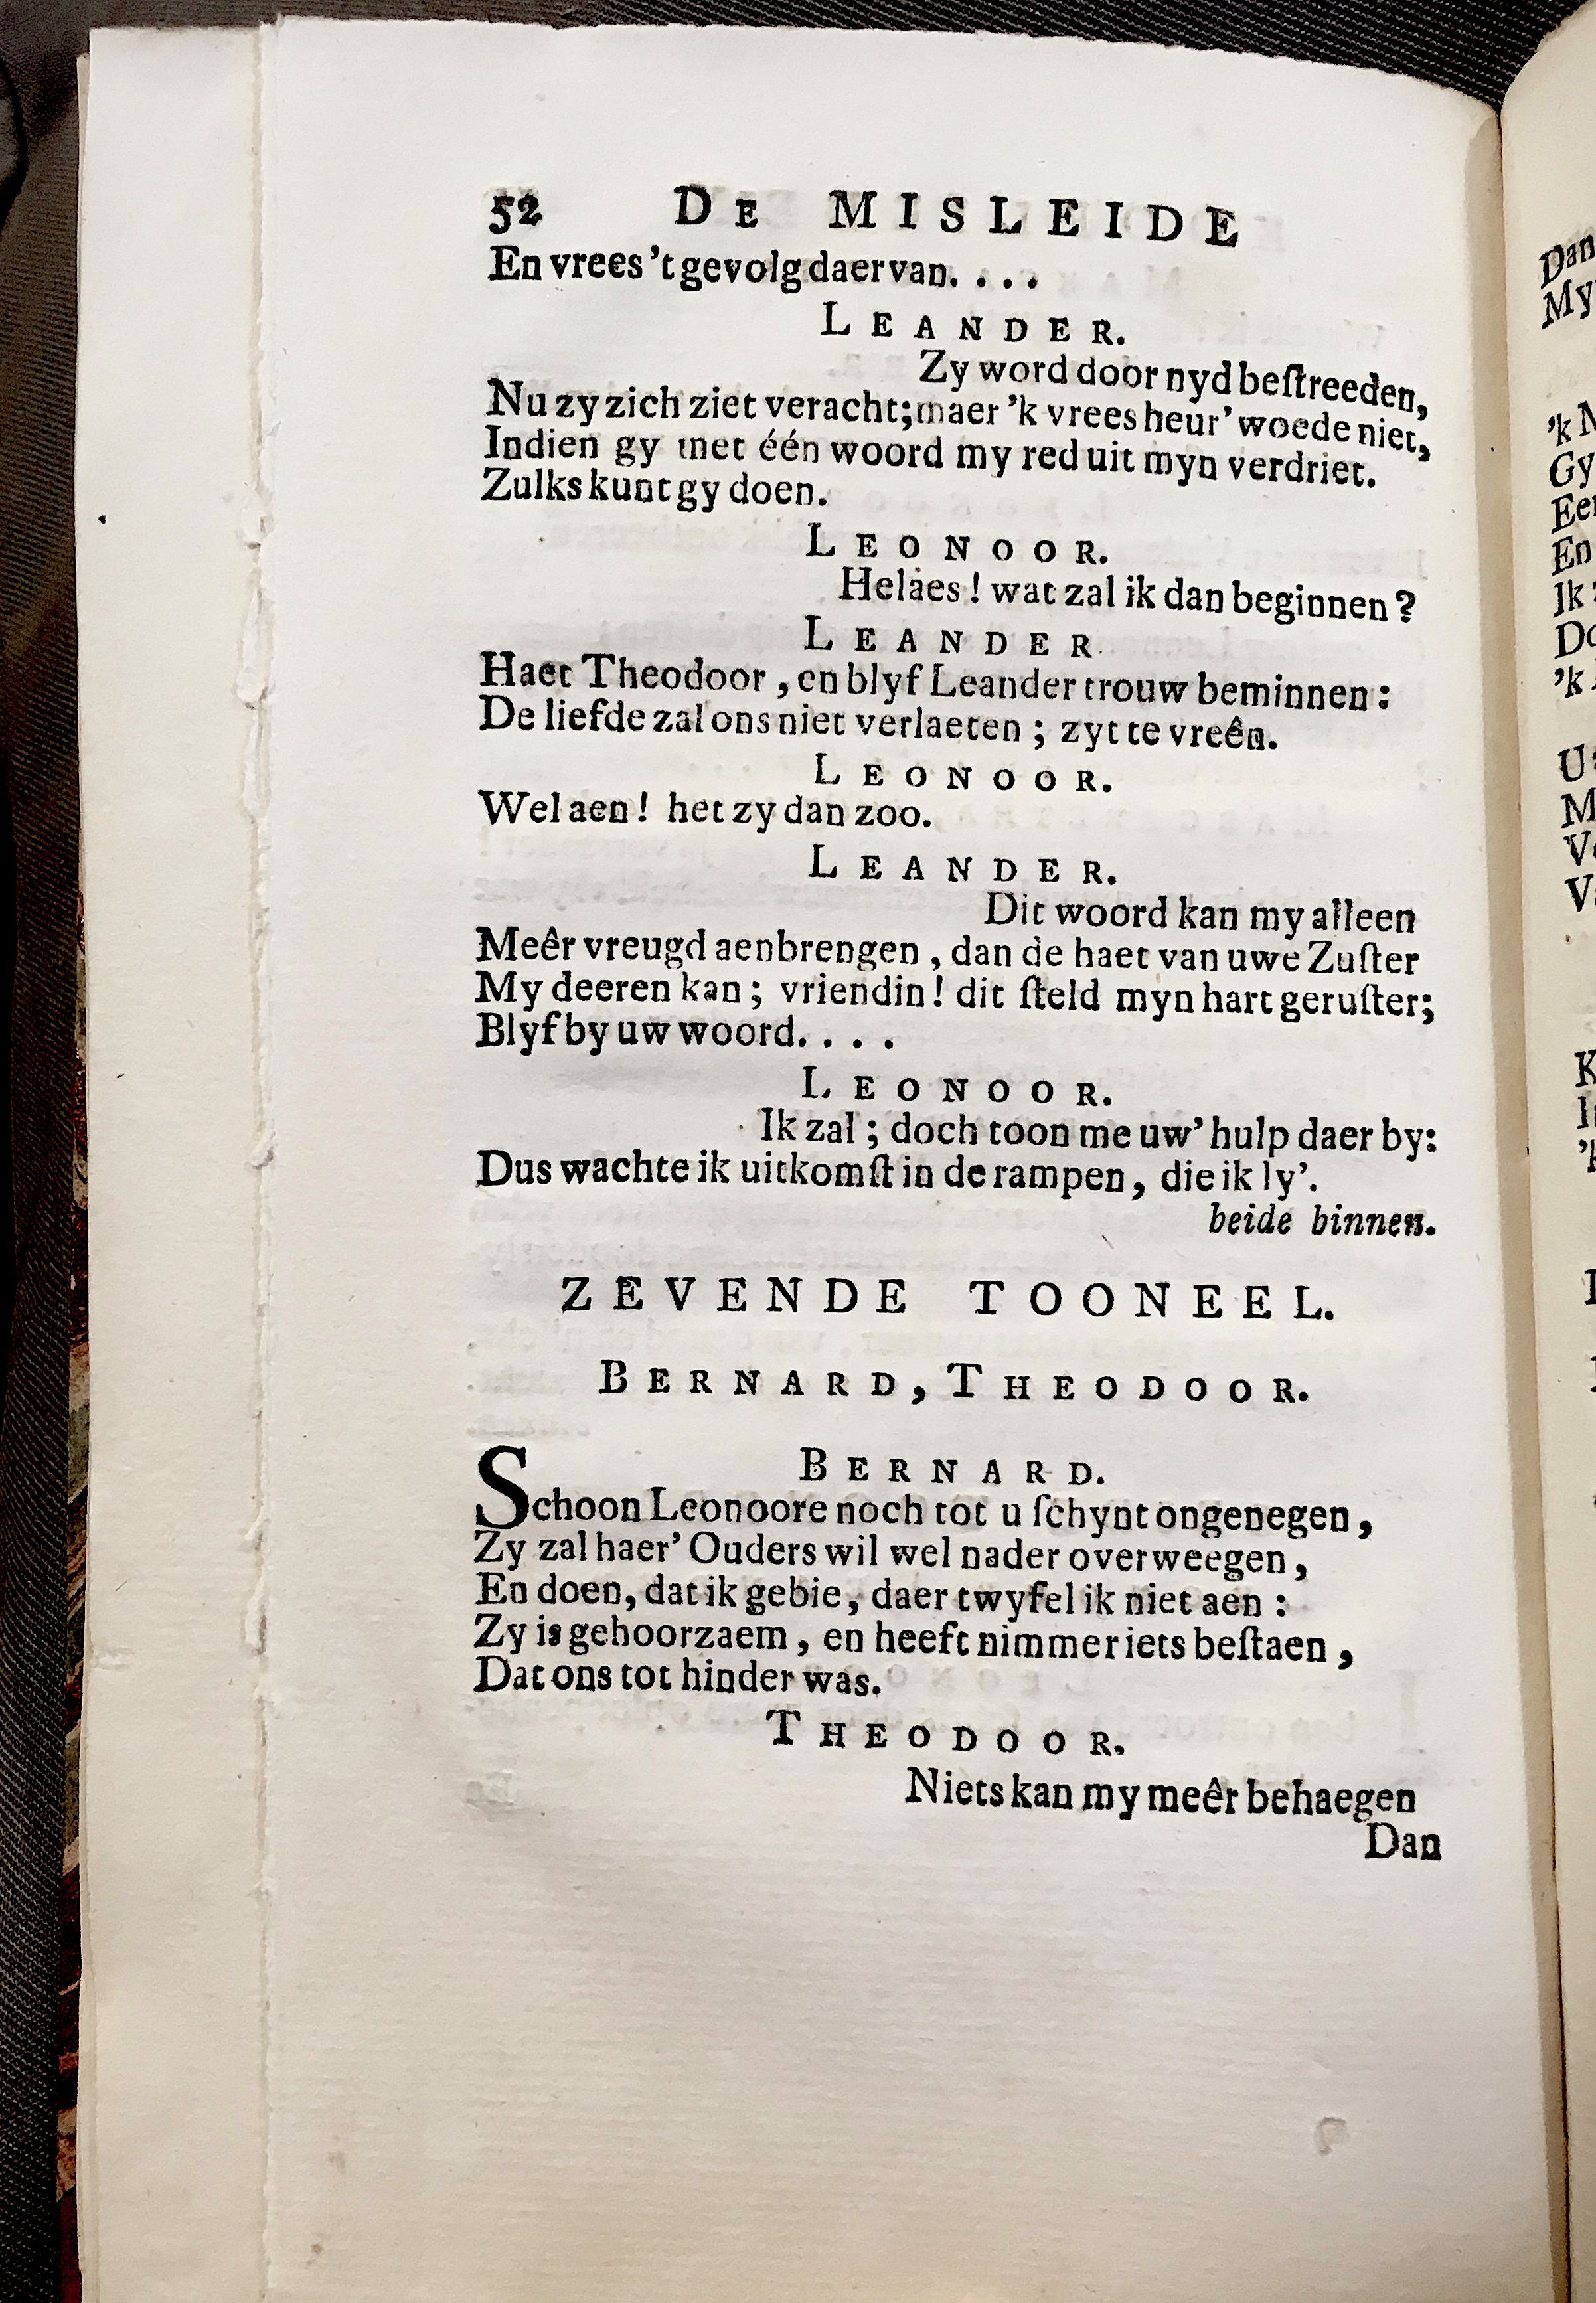 52 DE MISLEIDE
En vrees 't gevolg daer van. . . .
LEANDER.
Zy word door nyd beſtreeden,
Nu zy zich ziet veracht; maer 'k vrees heur' woede niet,
Indien gy met één woord my red uit myn verdriet.
Zulks kunt gy doen.
LEONOOR.
Helaes! wat zal ik dan beginnen?
LEANDER.
Haet Theodoor, en blyf Leander trouw beminnen:
De liefde zal ons niet verlaeten; zyt te vreên.
LEONOOR.
Wel aen! het zy dan zoo.
LEANDER.
Dit woord kan my alleen
Meêr vreugd aenbrengen, dan de haet van uwe Zuſter
My deeren kan; vriendin! dit ſteld myn hart geruſter;
Blyf by uw woord. . . .
LEONOOR.
Ik zal; doch toon me uw' hulp daer by:
Dus wachte ik uitkomſt in de rampen, die ik ly'.
beide binnen.
ZEVENDE TOONEEL.
BERNARD, THEODOOR.
BERNARD.
Schoon Leonoore noch tot u ſchynt ongenegen,
Zy zal haer' Ouders wil wel nader overweegen,
En doen, dat ik gebie, daer twyfel ik niet aen:
Zy is gehoorzaem, en heeft nimmer iets beſtaen,
Dat ons tot hinder was.
THEODOOR.
Niets kan my meêr behaegen
Dan
Dan
My
'k
Gy
En
Ik
'k